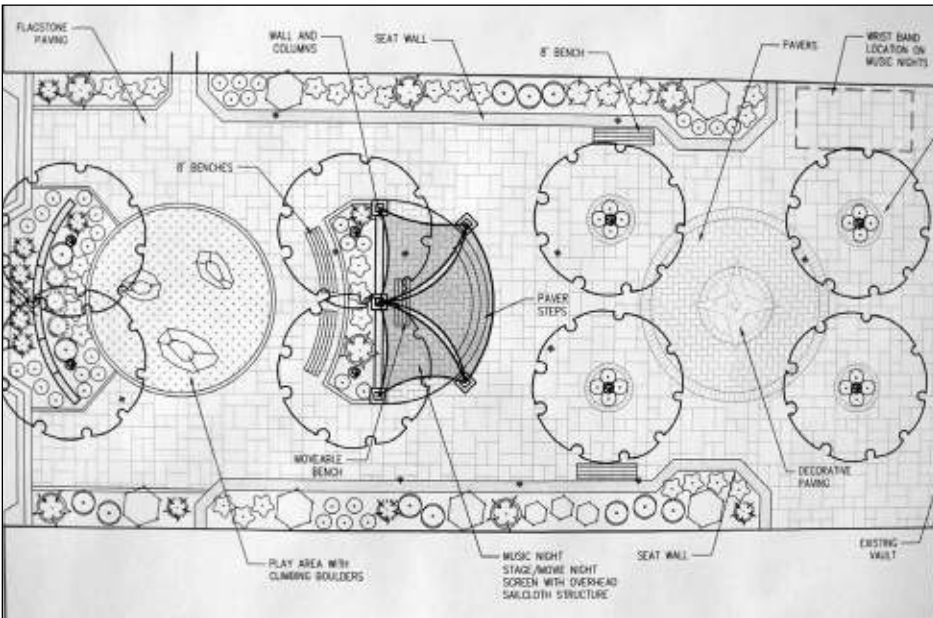 FLAGSTONE
PAVING
WALL AND
COLUMNS
SEAT WALL
8' BENCH
PAVERS
WRIST BAND
LOCATION ON
MUSIC NIGHTS
8' BENCHES
PAVER
STEPS
MOVEABLE
BENCH
DECORATIVE
PAVING
PLAY AREA WITH
CLIMBING BOULDERS
MUSIC NIGHT
STAGE/MOVIE NIGHT
SCREEN WITH OVERHEAD
SAILCLOTH STRUCTURE
SEAT WALL
EXISTING
VAULT